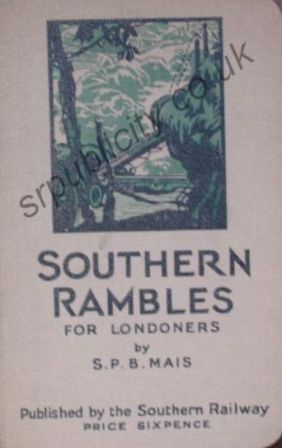 srpublicity.co.uk
SOUTHERN
RAMBLES
FOR LONDONERS
by
S.P.B. MAIS
Published by the Southern Railway
PRICE SIXPENCE